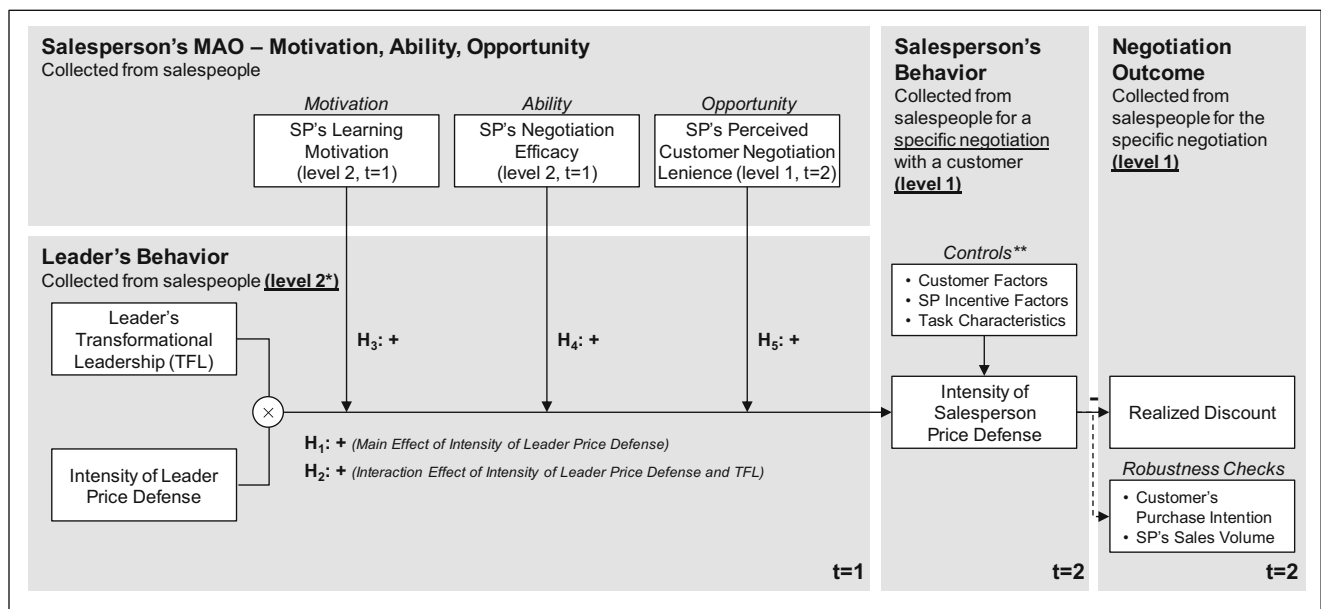 Salesperson's MAO – Motivation, Ability, Opportunity
Collected from salespeople
Motivation
SP's Learning
Motivation
(level 2, t=1)
Ability
SP's Negotiation
Efficacy
(level 2, t=1)
Opportunity
SP's Perceived
Customer Negotiation
Lenience (level 1, t=2)
Leader's Behavior
Collected from salespeople (level 2*)
Leader's
Transformational
Leadership (TFL)
×
Intensity of Leader
Price Defense
H3: +
H4: +
H5: +
H1: + (Main Effect of Intensity of Leader Price Defense)
H2: + (Interaction Effect of Intensity of Leader Price Defense and TFL)
t=1
Salesperson's
Behavior
Collected from
salespeople for a
specific negotiation
with a customer
(level 1)
Controls**
• Customer Factors
• SP Incentive Factors
• Task Characteristics
Intensity of
Salesperson
Price Defense
t=2
Negotiation
Outcome
Collected from
salespeople for the
specific negotiation
(level 1)
–
Realized Discount
Robustness Checks
• Customer's
Purchase Intention
• SP's Sales Volume
t=2